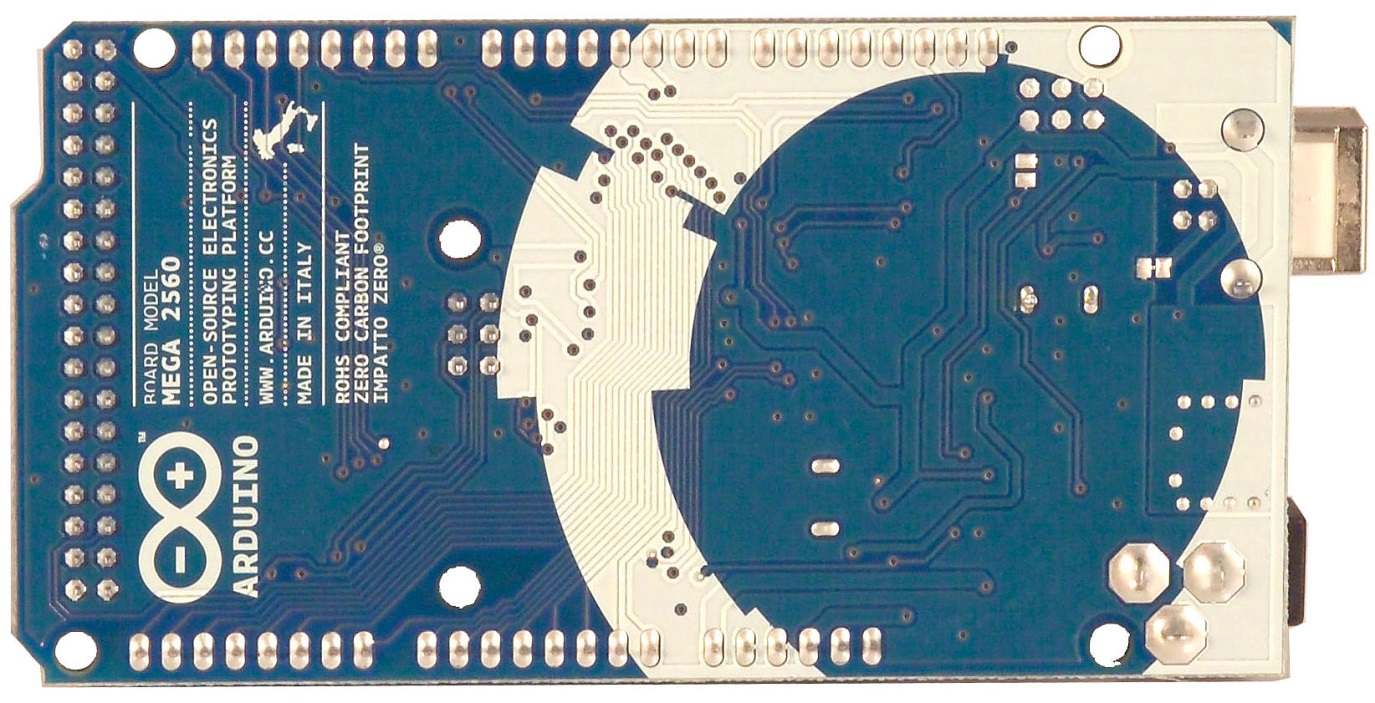 BOARD MODEL
MEGA 2560
OPEN-SOURCE ELECTRONICS
PROTOTYPING PLATFORM
WWW.ARDUINO.CC
MADE IN ITALY
ROHS COMPLIANT
ZERO CARBON FOOTPRINT
IMPATTO ZERO®
™
ARDUINO